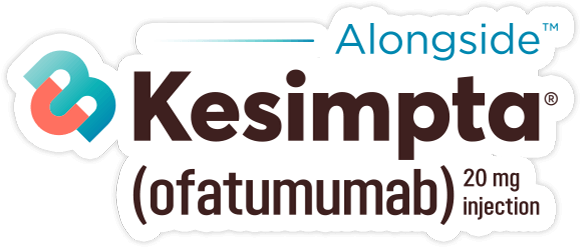 Alongside™
Kesimpta®
(ofatumumab) 20 mg
injection